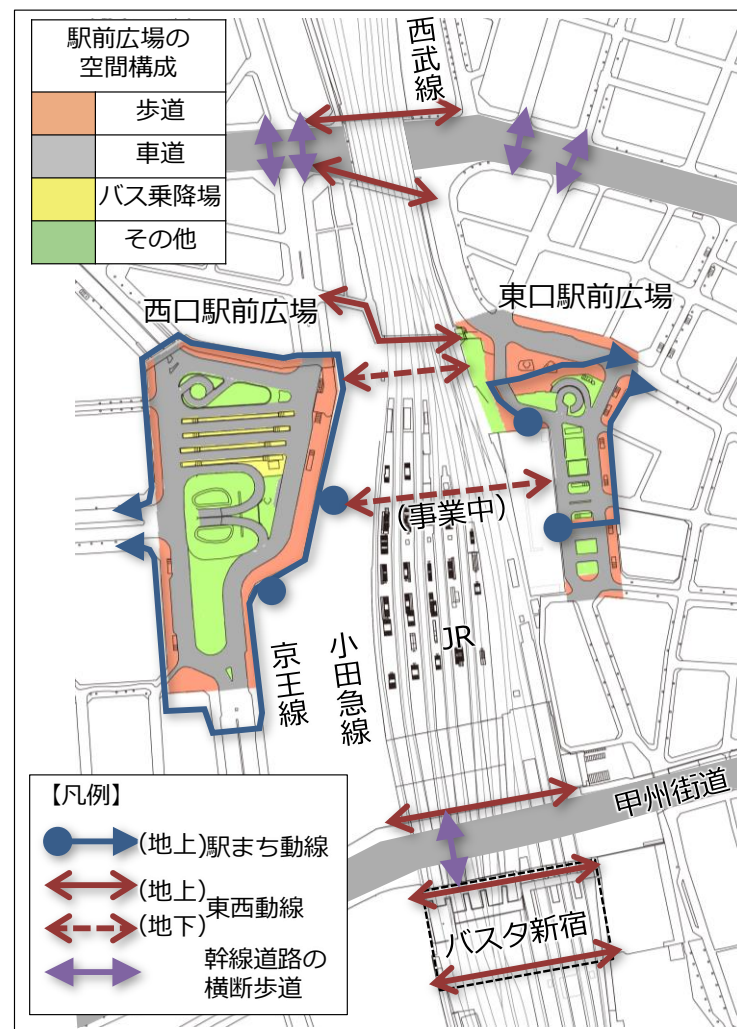 駅前広場の
空間構成
歩道
車道
バス乗降場
その他
西武線
西口駅前広場
東口駅前広場
(事業中)
JR
京王線
小田急線
甲州街道
バスタ新宿
【凡例】
(地上)駅まち動線
(地上)
東西動線
(地下)
幹線道路の
横断歩道